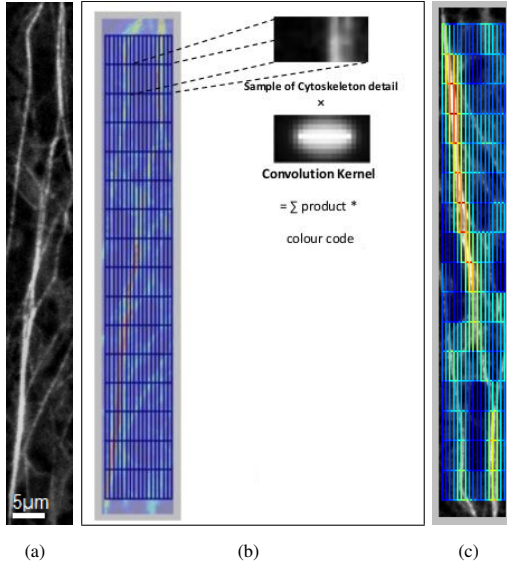 Sample of Cytoskeleton detail
×
Convolution Kernel
= ∑ product *
colour code
5µm
(a)
(b)
(c)